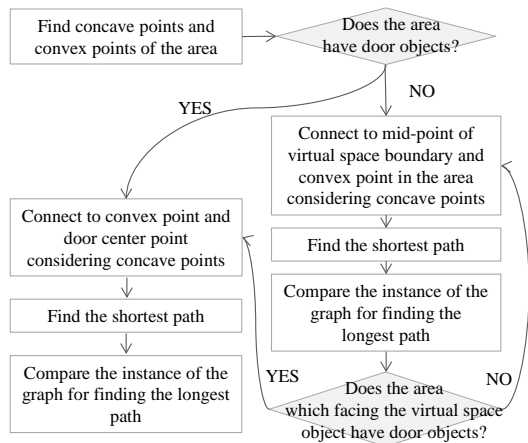 Find concave points and
convex points of the area
Does the area
have door objects?
YES
NO
Connect to mid-point of
virtual space boundary and
convex point in the area
considering concave points
Connect to convex point and
door center point
considering concave points
Find the shortest path
Compare the instance of the
graph for finding the
longest path
Find the shortest path
Compare the instance of the
graph for finding the longest
path
YES
NO
Does the area
which facing the virtual space
object have door objects?